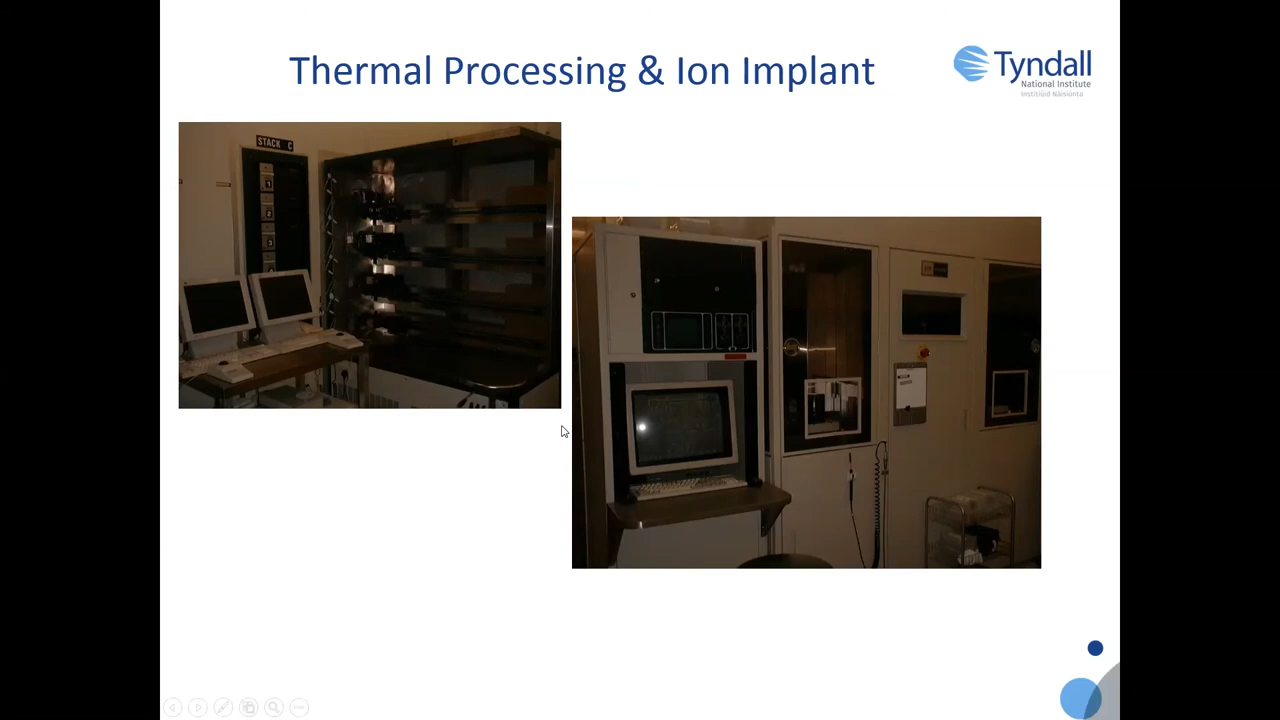 Thermal Processing & Ion Implant
Tyndall
National Institute
Institiúid Náisiúnta
STACK C
1
2
3